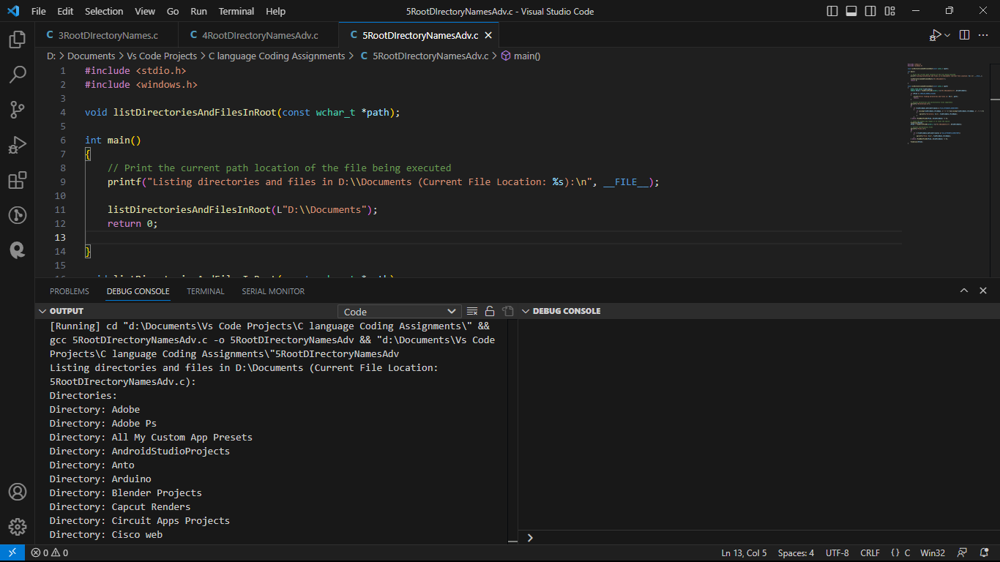 File Edit Selection View Go Run Terminal Help
5RootDIrectoryNamesAdv.c - Visual Studio Code
C 3RootDIrectoryNames.c
C 4RootDIrectoryNamesAdv.c
C 5RootDIrectoryNamesAdv.c
D: > Documents > Vs Code Projects > C language Coding Assignments > C 5RootDIrectoryNamesAdv.c > main()
1 #include <stdio.h>
2 #include <windows.h>
3
4 void listDirectoriesAndFilesInRoot(const wchar_t *path);
5
6 int main()
7 {
8 // Print the current path location of the file being executed
9 printf("Listing directories and files in D:\\Documents (Current File Location: %s):\n", __FILE__);
10
11 listDirectoriesAndFilesInRoot(L"D:\\Documents");
12 return 0;
13
14 }
15
PROBLEMS DEBUG CONSOLE TERMINAL SERIAL MONITOR
OUTPUT
Code
[Running] cd "d:\Documents\Vs Code Projects\C language Coding Assignments\" &&
gcc 5RootDIrectoryNamesAdv.c -o 5RootDIrectoryNamesAdv && "d:\Documents\Vs Code
Projects\C language Coding Assignments\"5RootDIrectoryNamesAdv
Listing directories and files in D:\Documents (Current File Location:
5RootDIrectoryNamesAdv.c):
Directories:
Directory: Adobe
Directory: Adobe Ps
Directory: All My Custom App Presets
Directory: AndroidStudioProjects
Directory: Anto
Directory: Arduino
Directory: Blender Projects
Directory: Capcut Renders
Directory: Circuit Apps Projects
Directory: Cisco web
DEBUG CONSOLE
0 0
Ln 13, Col 5 Spaces: 4 UTF-8 CRLF {} C Win32